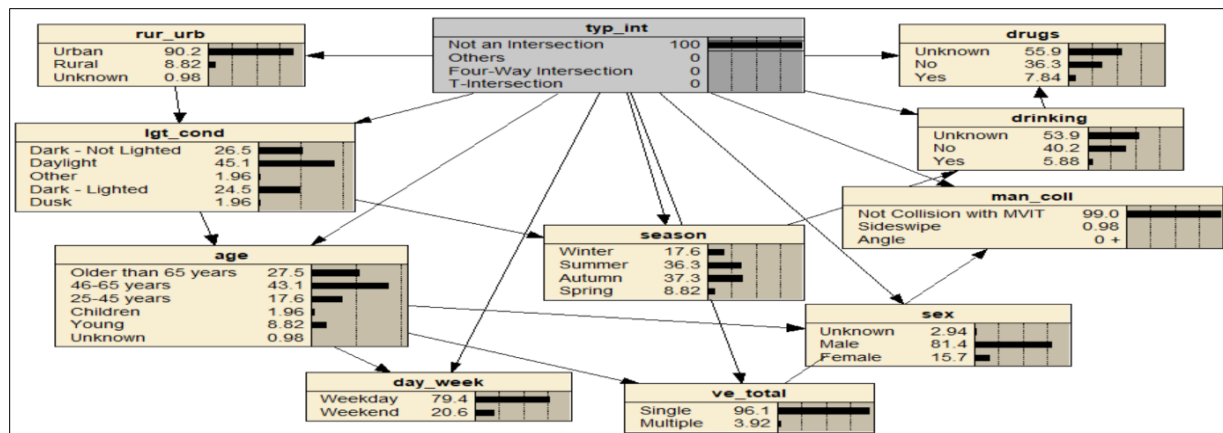 rur_urb
Urban 90.2
Rural 8.82
Unknown 0.98
typ_int
Not an Intersection 100
Others 0
Four-Way Intersection 0
T-Intersection 0
drugs
Unknown 55.9
No 36.3
Yes 7.84
lgt_cond
Dark - Not Lighted 26.5
Daylight 45.1
Other 1.96
Dark - Lighted 24.5
Dusk 1.96
drinking
Unknown 53.9
No 40.2
Yes 5.88
man_coll
Not Collision with MVIT 99.0
Sideswipe 0.98
Angle 0 +
age
Older than 65 years 27.5
46-65 years 43.1
25-45 years 17.6
Children 1.96
Young 8.82
Unknown 0.98
season
Winter 17.6
Summer 36.3
Autumn 37.3
Spring 8.82
sex
Unknown 2.94
Male 81.4
Female 15.7
day_week
Weekday 79.4
Weekend 20.6
ve_total
Single 96.1
Multiple 3.92